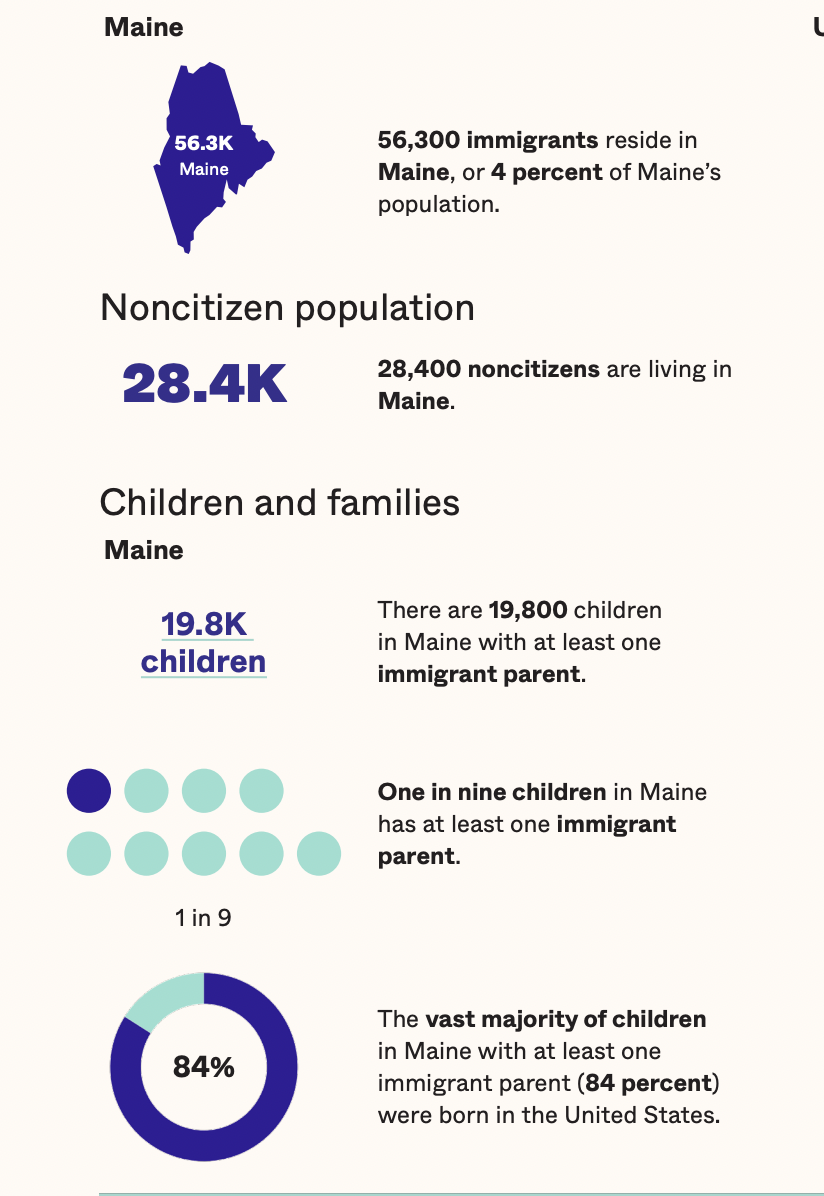 Maine
56.3K
Maine
56,300 immigrants reside in
Maine, or 4 percent of Maine’s
population.
Noncitizen population
28.4K
28,400 noncitizens are living in
Maine.
Children and families
Maine
19.8K
children
There are 19,800 children
in Maine with at least one
immigrant parent.
One in nine children in Maine
has at least one immigrant
parent.
1 in 9
84%
The vast majority of children
in Maine with at least one
immigrant parent (84 percent)
were born in the United States.